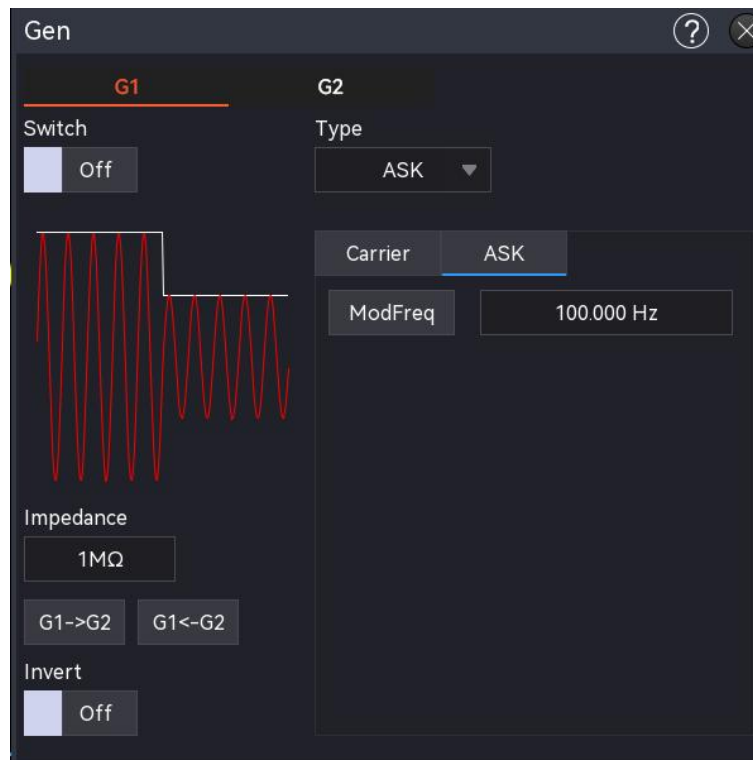 Gen
G1 G2
Switch
Off
Type
ASK
Carrier ASK
ModFreq 100.000 Hz
Impedance
1MΩ
G1->G2 G1<-G2
Invert
Off